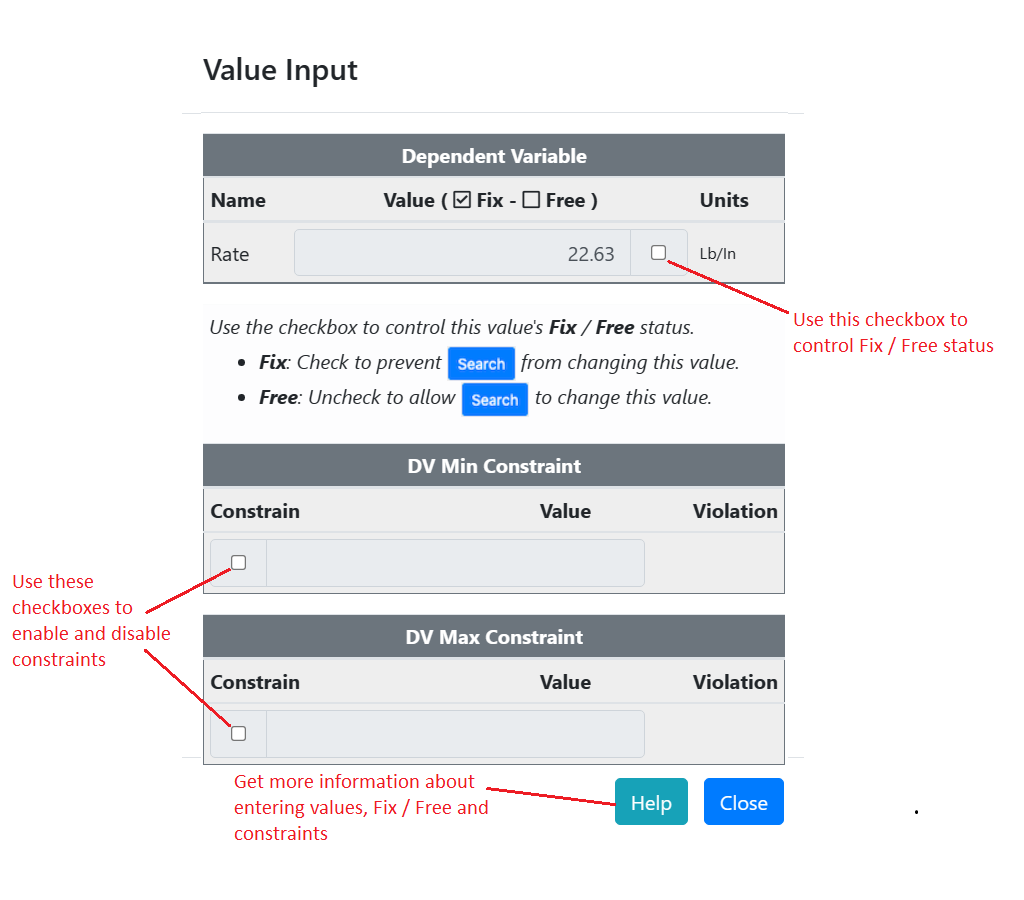 Value Input
Dependent Variable
Name Value ( ☑ Fix - ☐ Free ) Units
Rate 22.63 Lb/In
Use this checkbox to
control Fix / Free status
Use the checkbox to control this value's Fix / Free status.
• Fix: Check to prevent Search from changing this value.
• Free: Uncheck to allow Search to change this value.
DV Min Constraint
Constrain Value Violation
Use these
checkboxes to
enable and disable
constraints
DV Max Constraint
Constrain Value Violation
Get more information about
entering values, Fix / Free and
constraints
Help Close
.